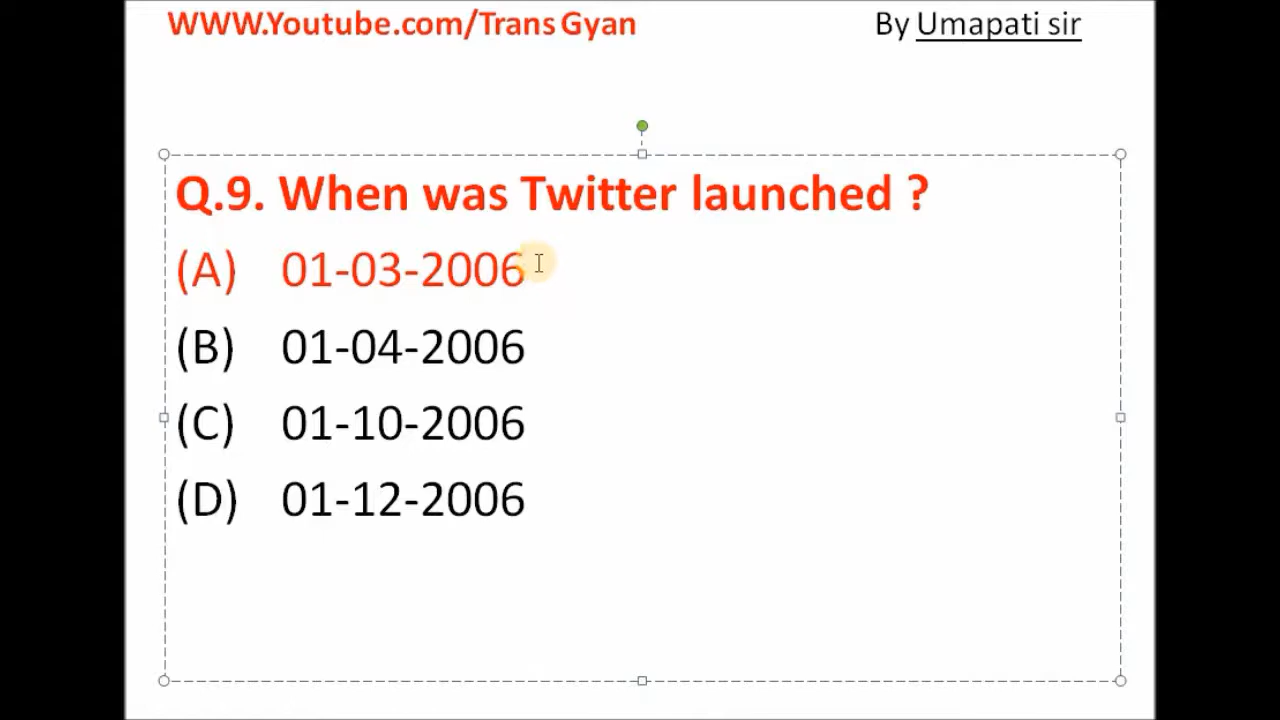 WWW.Youtube.com/Trans Gyan By Umapati sir
Q.9. When was Twitter launched ?
(A) 01-03-2006
(B) 01-04-2006
(C) 01-10-2006
(D) 01-12-2006